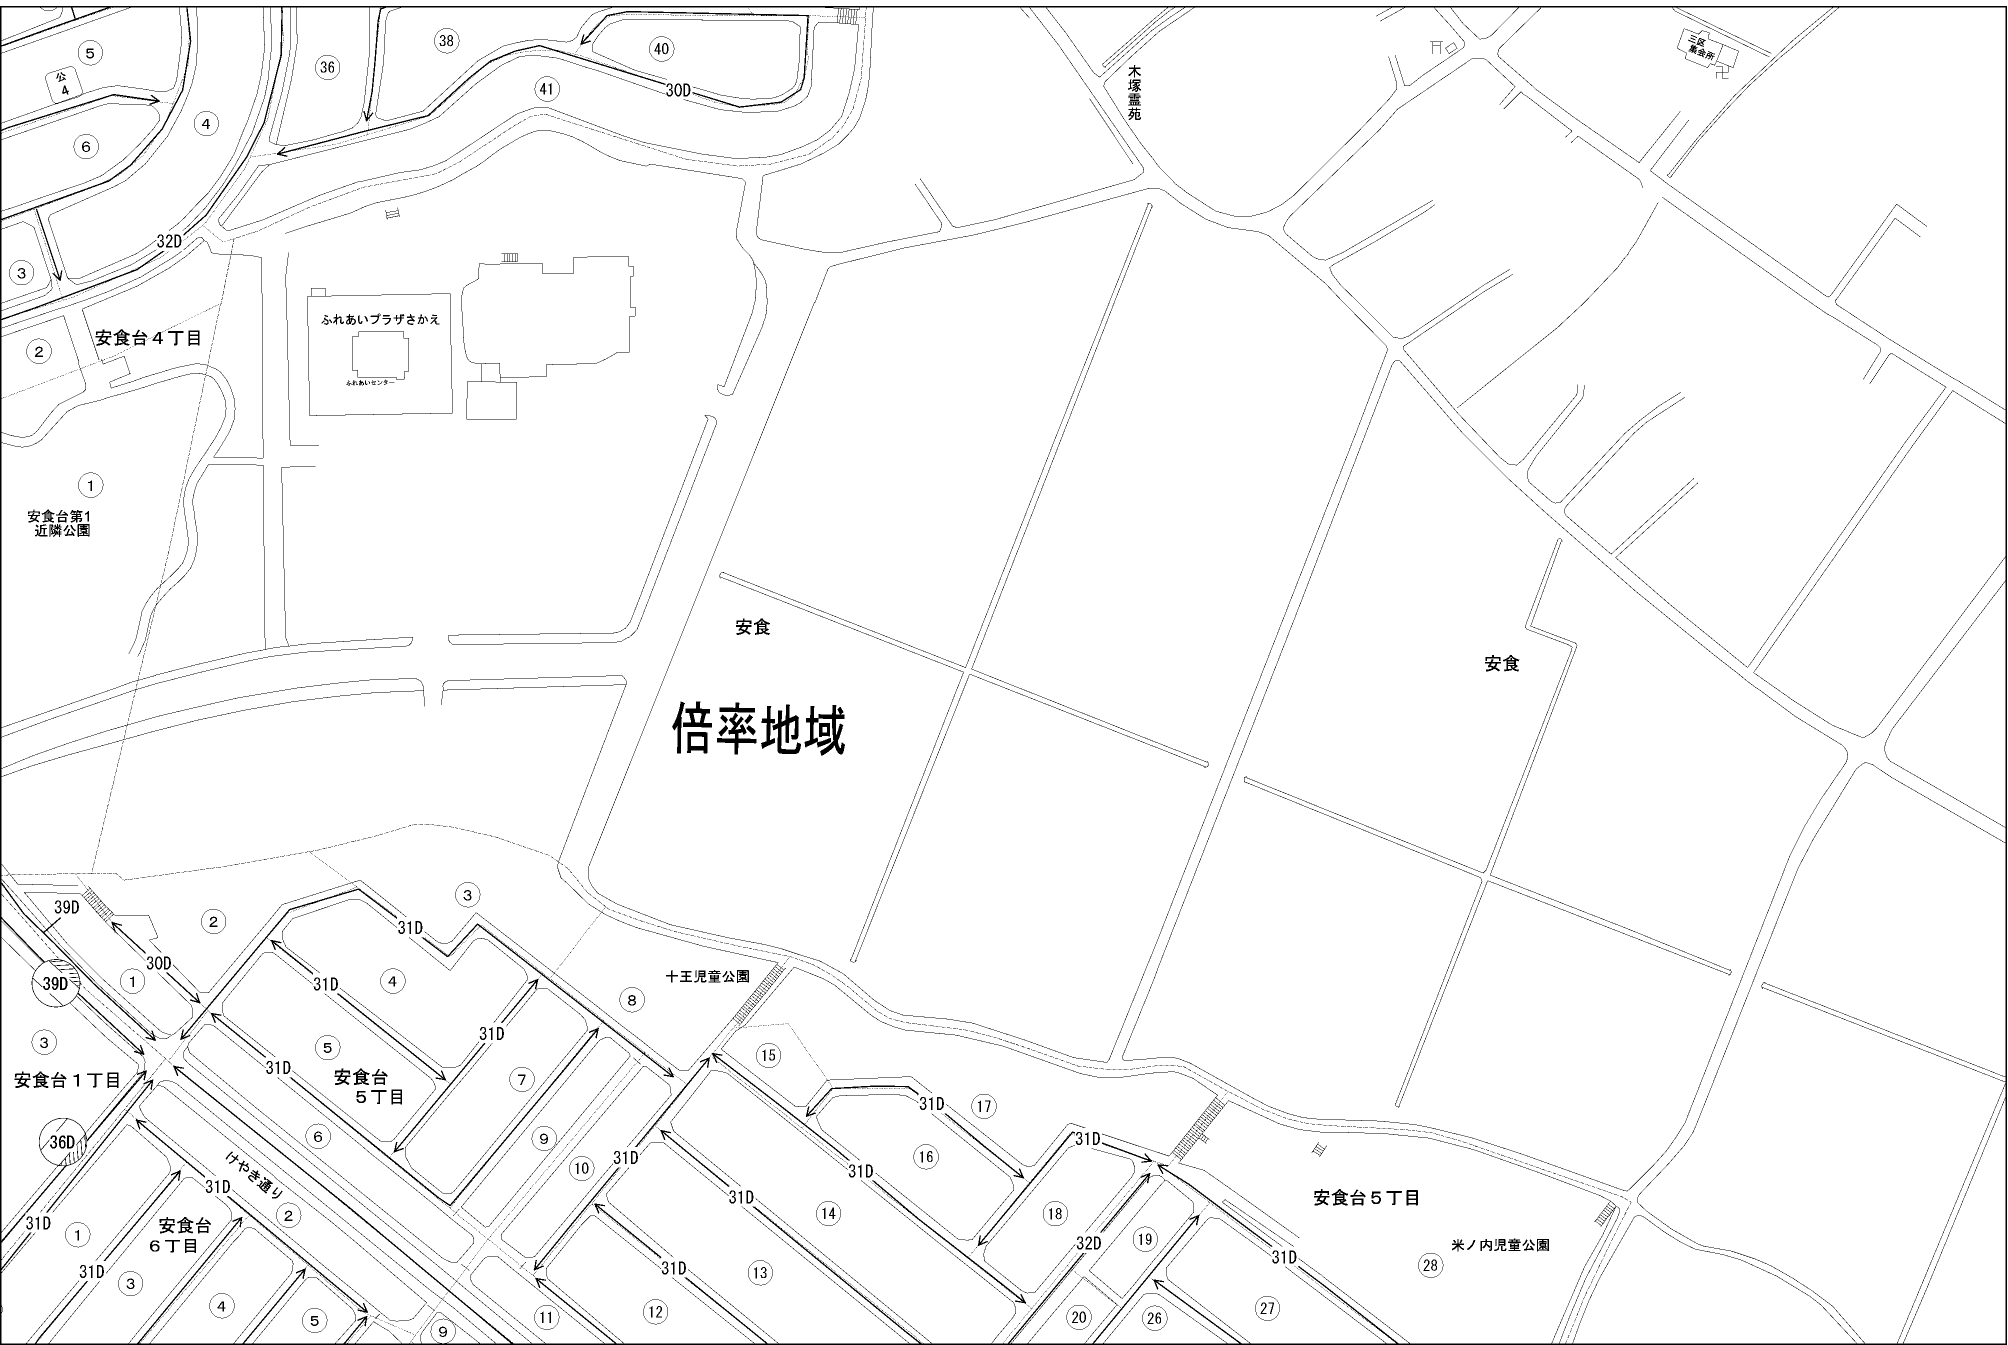 5
公
4
4
6
3
2
32D
36
38
40
41
30D
木塚霊苑
三区
集会所
安食台4丁目
ふれあいプラザさかえ
ふれあいセンター
1
安食台第1
近隣公園
安食
安食
倍率地域
39D
39D
30D
1
2
3
3
31D
4
31D
31D
5
安食台
5丁目
31D
7
8
十王児童公園
安食台1丁目
36D
6
けやき通り
31D
2
31D
1
安食台
6丁目
31D
3
4
5
9
9
10
31D
11
12
31D
13
31D
14
31D
15
16
17
31D
31D
18
32D
19
20
26
27
31D
28
安食台5丁目
米ノ内児童公園